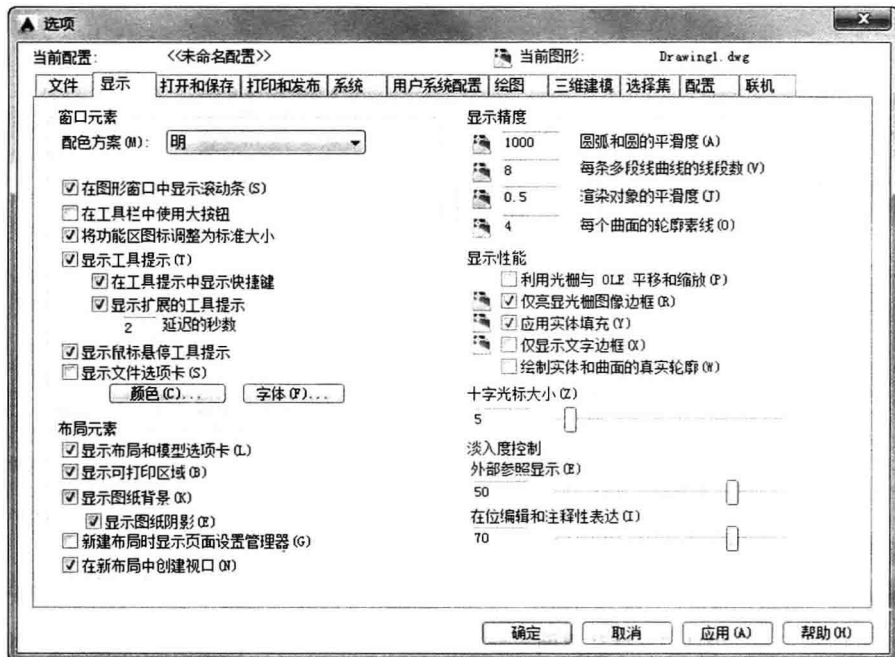 选项
当前配置: <<未命名配置>> 当前图形: Drawing1.dwg
文件 显示 打开和保存 打印和发布 系统 用户系统配置 绘图 三维建模 选择集 配置 联机
窗口元素
配色方案(M): 明
在图形窗口中显示滚动条(S)
在工具栏中使用大按钮
将功能区图标调整为标准大小
显示工具提示(T)
在工具提示中显示快捷键
显示扩展的工具提示
2 延迟的秒数
显示鼠标悬停工具提示
显示文件选项卡(S)
颜色(C)... 字体(F)...
布局元素
显示布局和模型选项卡(L)
显示可打印区域(B)
显示图纸背景(K)
显示图纸阴影(E)
新建布局时显示页面设置管理器(G)
在新布局中创建视口(N)
显示精度
1000 圆弧和圆的平滑度(A)
8 每条多段线曲线的线段数(V)
0.5 渲染对象的平滑度(J)
4 每个曲面的轮廓素线(O)
显示性能
利用光栅与 OLE 平移和缩放(P)
仅亮显光栅图像边框(R)
应用实体填充(Y)
仅显示文字边框(X)
绘制实体和曲面的真实轮廓(W)
十字光标大小(Z)
5
淡入度控制
外部参照显示(E)
50
在位编辑和注释性表达(I)
70
确定 取消 应用(A) 帮助(H)